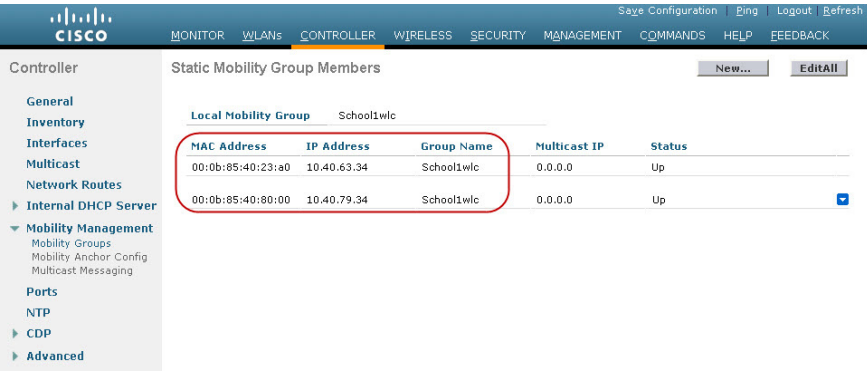 Save Configuration | Ping | Logout | Refresh
CISCO MONITOR WLANs CONTROLLER WIRELESS SECURITY MANAGEMENT COMMANDS HELP FEEDBACK
Controller
General
Inventory
Interfaces
Multicast
Network Routes
Internal DHCP Server
Mobility Management
Mobility Groups
Mobility Anchor Config
Multicast Messaging
Ports
NTP
CDP
Advanced
Static Mobility Group Members New... EditAll
Local Mobility Group School1wlc
MAC Address IP Address Group Name Multicast IP Status
00:0b:85:40:23:a0 10.40.63.34 School1wlc 0.0.0.0 Up
00:0b:85:40:80:00 10.40.79.34 School1wlc 0.0.0.0 Up